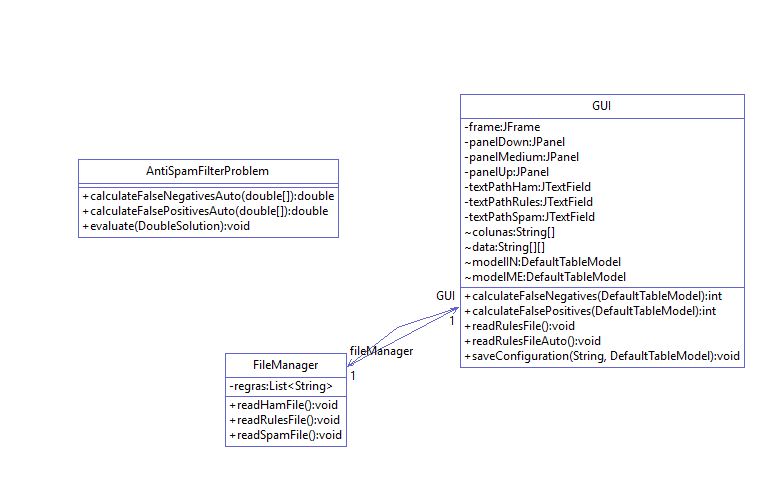 AntiSpamFilterProblem
+calculateFalseNegativesAuto(double[]):double
+calculateFalsePositivesAuto(double[]):double
+evaluate(DoubleSolution):void
GUI
-frame:JFrame
-panelDown:JPanel
-panelMedium:JPanel
-panelUp:JPanel
-textPathHam:JTextField
-textPathRules:JTextField
-textPathSpam:JTextField
~colunas:String[]
~data:String[][]
~modelIN:DefaultTableModel
~modelME:DefaultTableModel
+calculateFalseNegatives(DefaultTableModel):int
+calculateFalsePositives(DefaultTableModel):int
+readRulesFile():void
+readRulesFileAuto():void
+saveConfiguration(String, DefaultTableModel):void
GUI
1
fileManager
1
FileManager
-regras:List<String>
+readHamFile():void
+readRulesFile():void
+readSpamFile():void